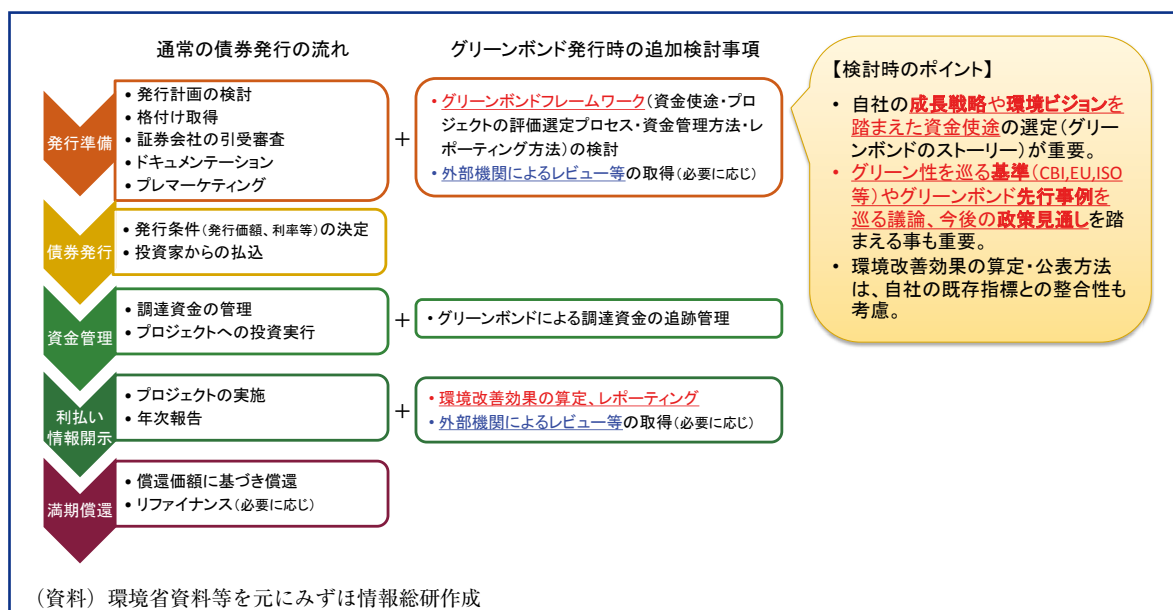 通常の債券発行の流れ
グリーンボンド発行時の追加検討事項
発行準備
• 発行計画の検討
• 格付け取得
• 証券会社の引受審査
• ドキュメンテーション
• プレマーケティング
+
• グリーンボンドフレームワーク(資金使途・プロ
ジェクトの評価選定プロセス・資金管理方法・レ
ポーティング方法)の検討
• 外部機関によるレビュー等の取得(必要に応じ)
債券発行
• 発行条件(発行価額、利率等)の決定
• 投資家からの払込
資金管理
• 調達資金の管理
• プロジェクトへの投資実行
+
• グリーンボンドによる調達資金の追跡管理
利払い
情報開示
• プロジェクトの実施
• 年次報告
+
• 環境改善効果の算定、レポーティング
• 外部機関によるレビュー等の取得(必要に応じ)
満期償還
• 償還価額に基づき償還
• リファイナンス(必要に応じ)
【検討時のポイント】
• 自社の成長戦略や環境ビジョンを
踏まえた資金使途の選定(グリー
ンボンドのストーリー)が重要。
• グリーン性を巡る基準(CBI,EU,ISO
等)やグリーンボンド先行事例を
巡る議論、今後の政策見通しを踏
まえる事も重要。
• 環境改善効果の算定・公表方法
は、自社の既存指標との整合性も
考慮。
(資料)環境省資料等を元にみずほ情報総研作成